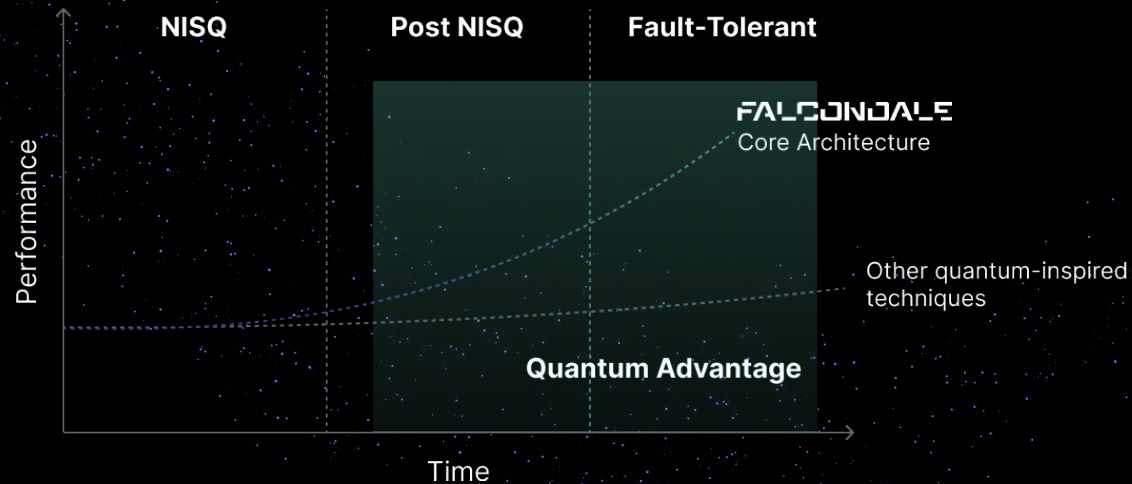 NISQ
Post NISQ
Fault-Tolerant
FALCONDALE
Core Architecture
Performance
Other quantum-inspired
techniques
Quantum Advantage
Time